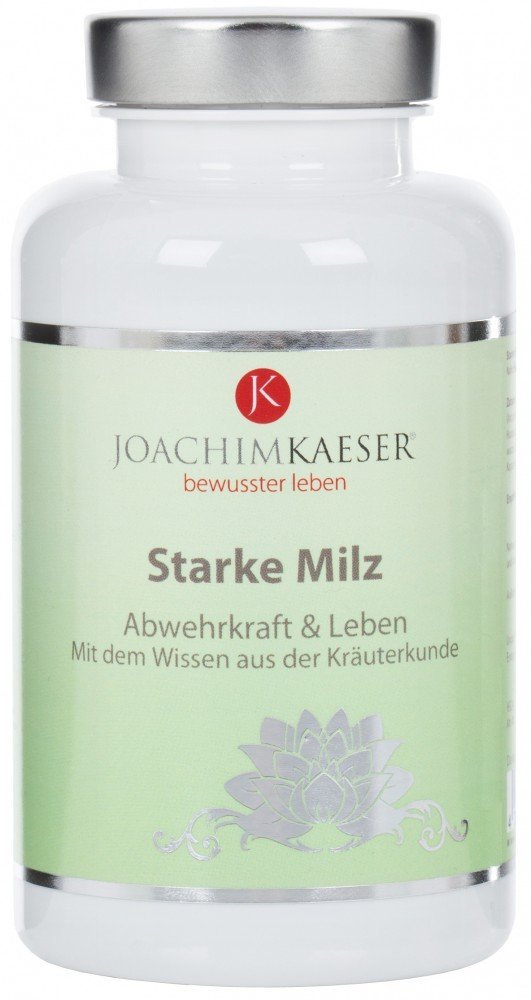 JK
JOACHIMKAESER®
bewusster leben
Starke Milz
Abwehrkraft & Leben
Mit dem Wissen aus der Kräuterkunde